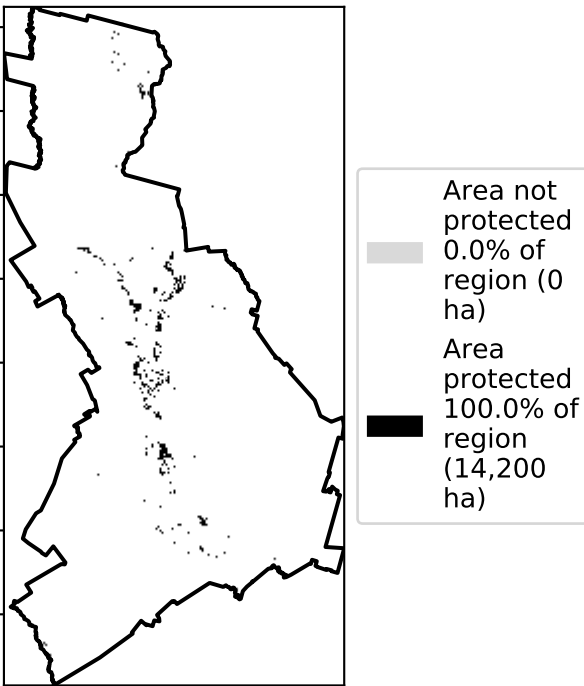 Area not
protected
0.0% of
region (0
ha)
Area
protected
100.0% of
region
(14,200
ha)